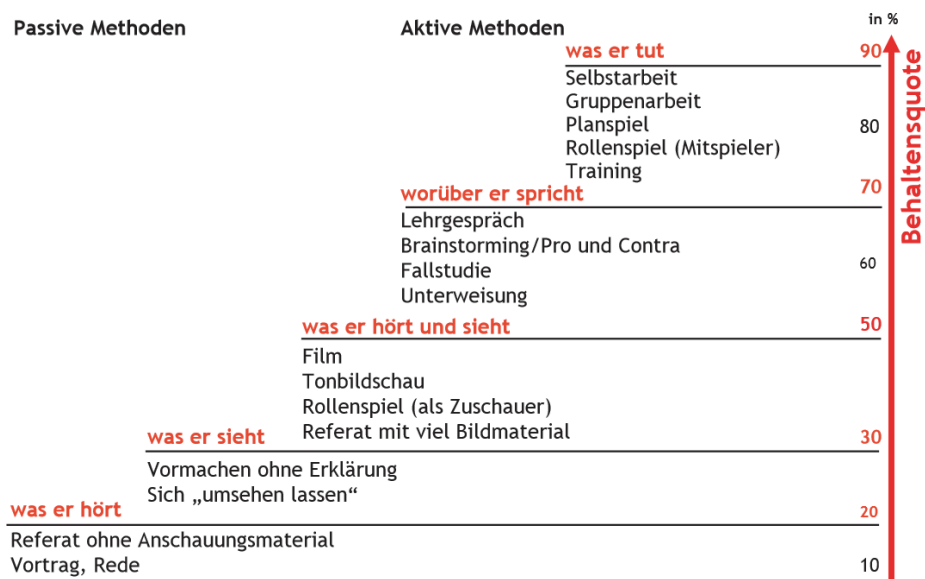 in %
Passive Methoden
Aktive Methoden
was er tut
90
Selbstarbeit
Gruppenarbeit
Planspiel
80
Rollenspiel (Mitspieler)
Training
70
worüber er spricht
Lehrgespräch
Brainstorming/Pro und Contra
Fallstudie
60
Unterweisung
was er hört und sieht
50
Film
Tonbildschau
Rollenspiel (als Zuschauer)
Referat mit viel Bildmaterial
was er sieht
30
Vormachen ohne Erklärung
Sich „umsehen lassen“
was er hört
20
Referat ohne Anschauungsmaterial
Vortrag, Rede
10
Behaltensquote